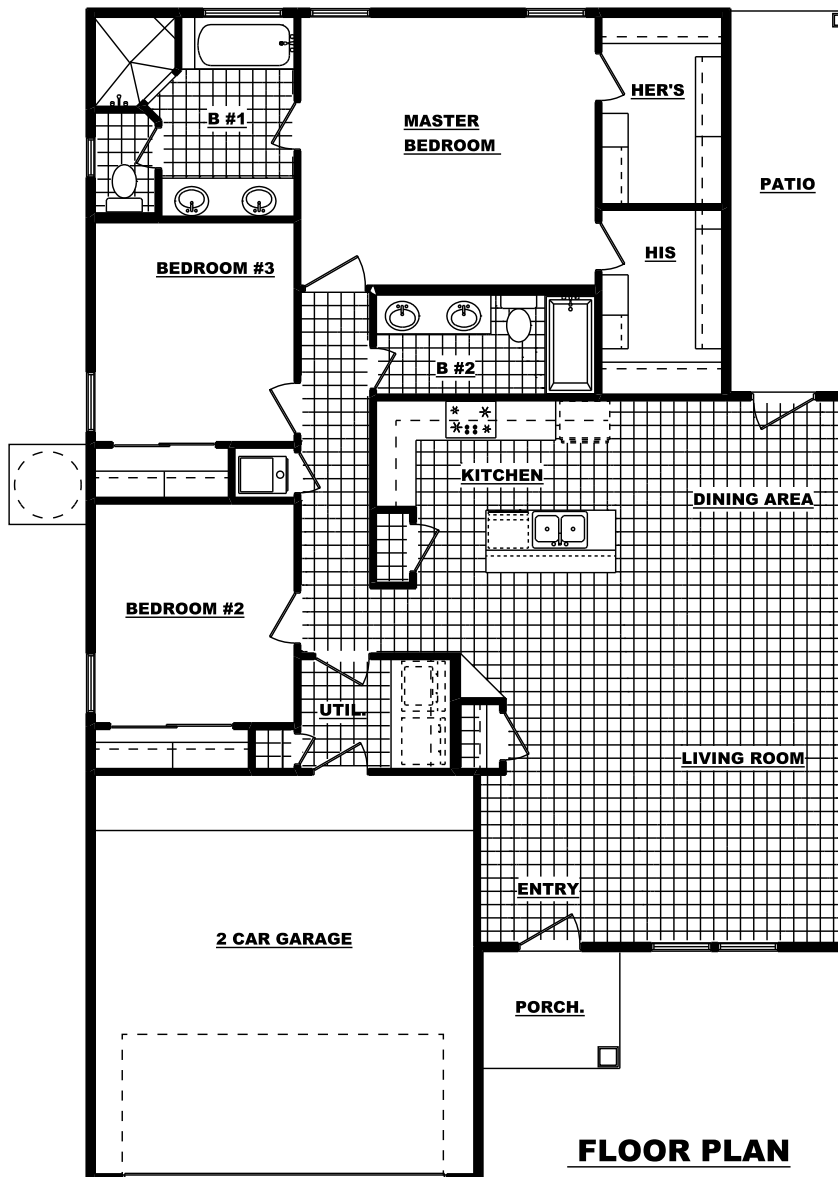 B #1
MASTER
BEDROOM
HER'S
PATIO
BEDROOM #3
HIS
B #2
KITCHEN
DINING AREA
BEDROOM #2
UTIL.
LIVING ROOM
ENTRY
2 CAR GARAGE
PORCH.
FLOOR PLAN